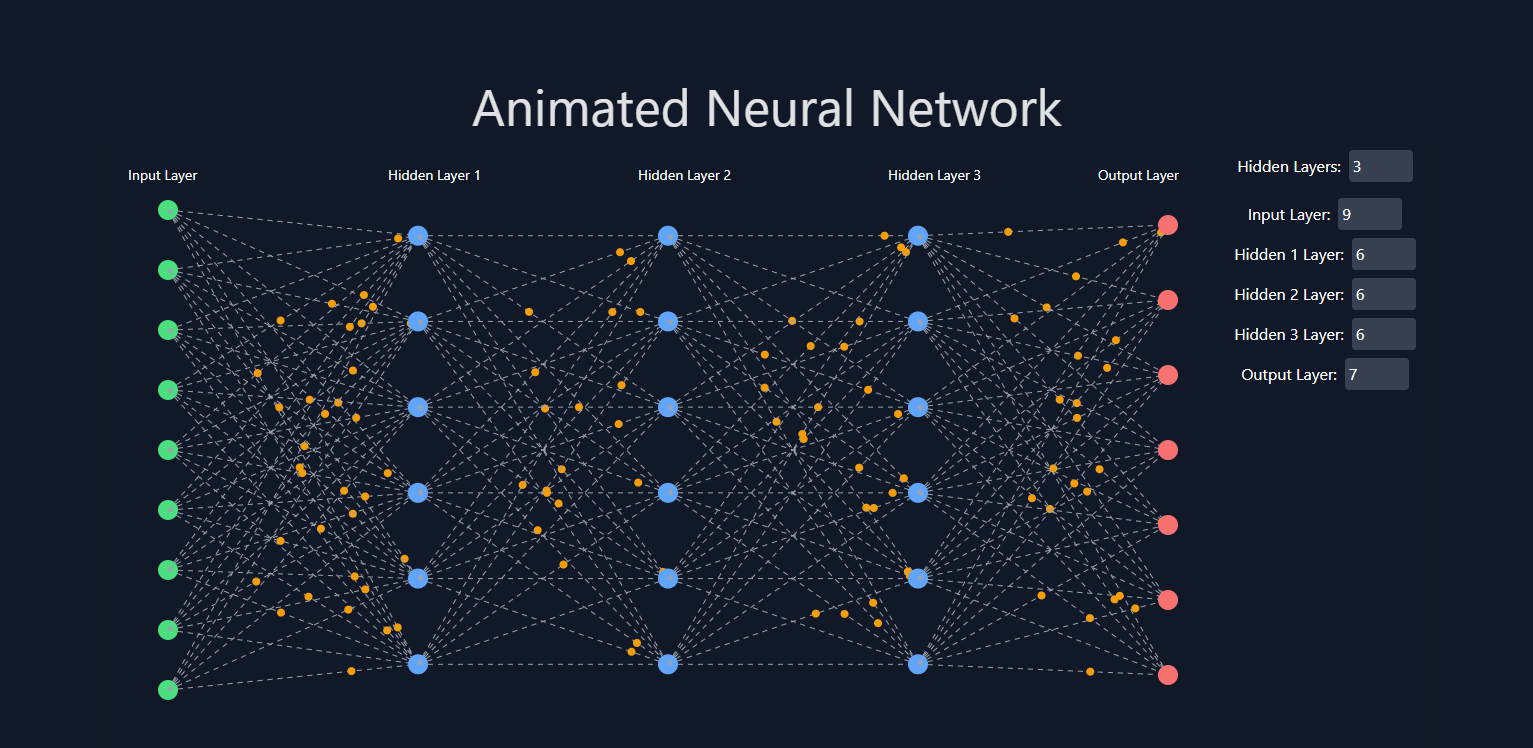 Animated Neural Network
Input Layer
Hidden Layer 1
Hidden Layer 2
Hidden Layer 3
Output Layer
Hidden Layers: 3
Input Layer: 9
Hidden 1 Layer: 6
Hidden 2 Layer: 6
Hidden 3 Layer: 6
Output Layer: 7